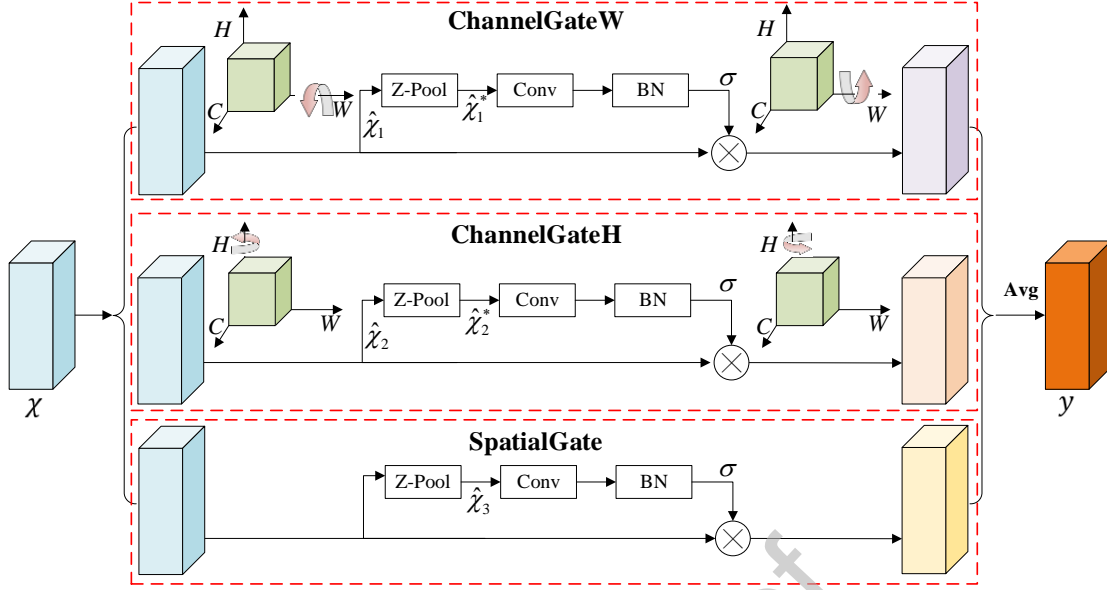 ChannelGateW
H
C
W
χ̂₁
Z-Pool
χ̂₁*
Conv
BN
σ
H
C
W
ChannelGateH
H
C
W
χ̂₂
Z-Pool
χ̂₂*
Conv
BN
σ
H
C
W
χ
Avg
y
SpatialGate
Z-Pool
χ̂₃
Conv
BN
σ